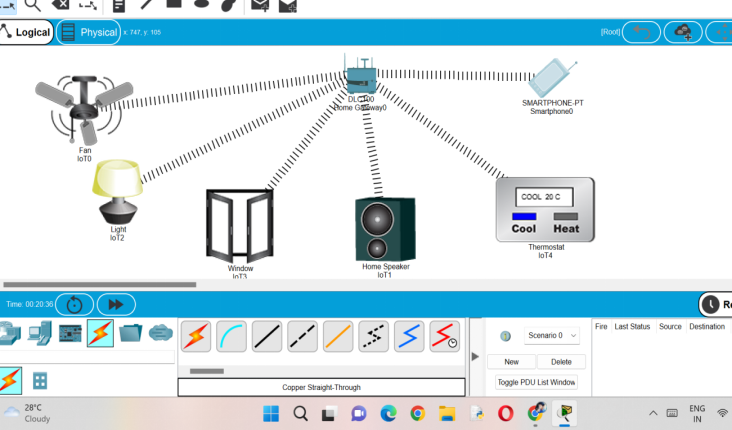 Logical
Physical
x: 747, y: 105
[Root]
DLC100
Home Gateway0
SMARTPHONE-PT
Smartphone0
Fan
IoT0
Light
IoT2
Window
IoT3
Home Speaker
IoT1
COOL 20 C
Cool
Heat
Thermostat
IoT4
Time: 00:20:36
Scenario 0
New
Delete
Toggle PDU List Window
Fire
Last Status
Source
Destination
Copper Straight-Through
28°C
Cloudy
ENG
IN